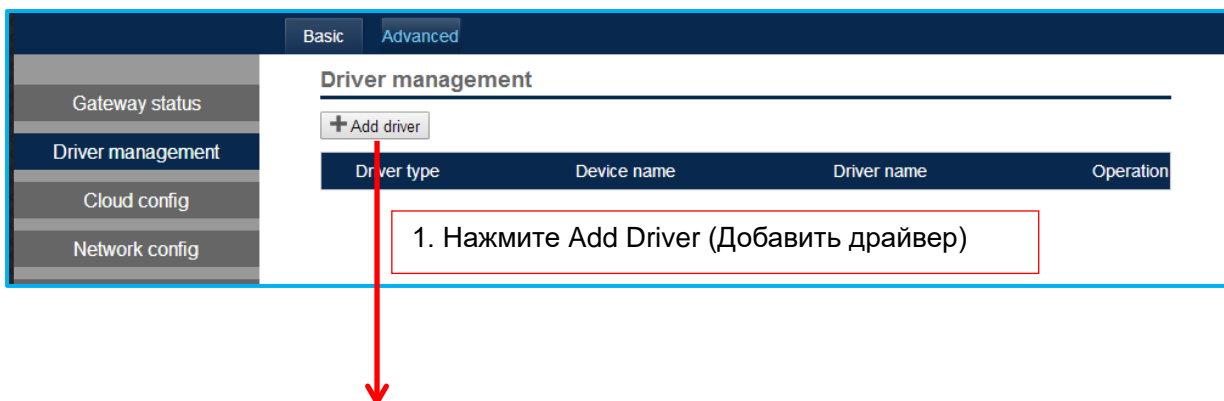 Basic Advanced
Driver management
Gateway status
Add driver
Driver management
Driver type Device name Driver name Operation
Cloud config
1. Нажмите Add Driver (Добавить драйвер)
Network config